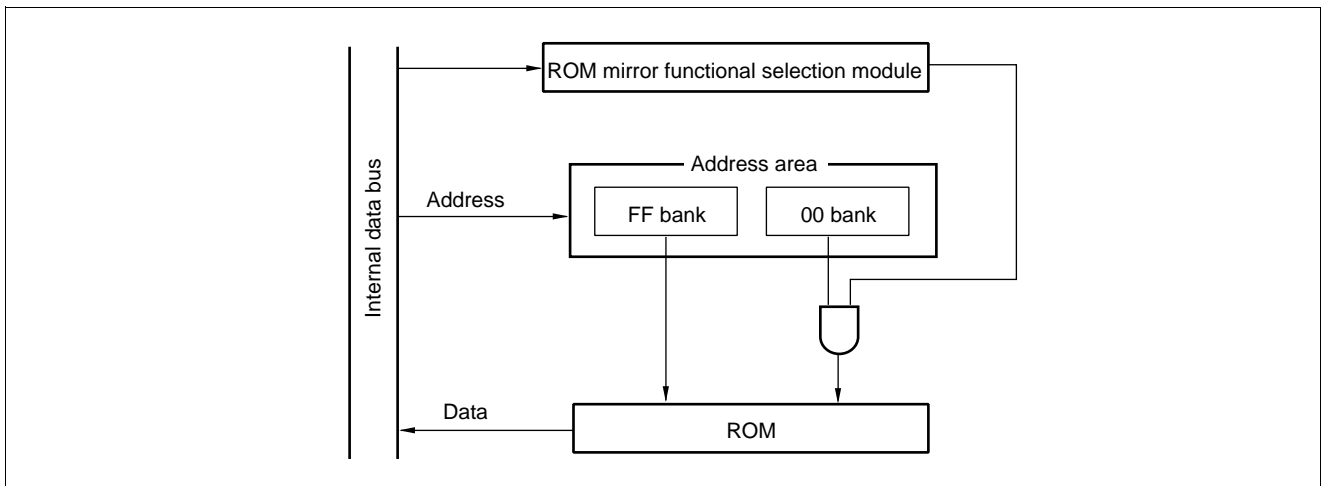 ROM mirror functional selection module
Address area
Internal data bus
Address
FF bank
00 bank
Data
ROM